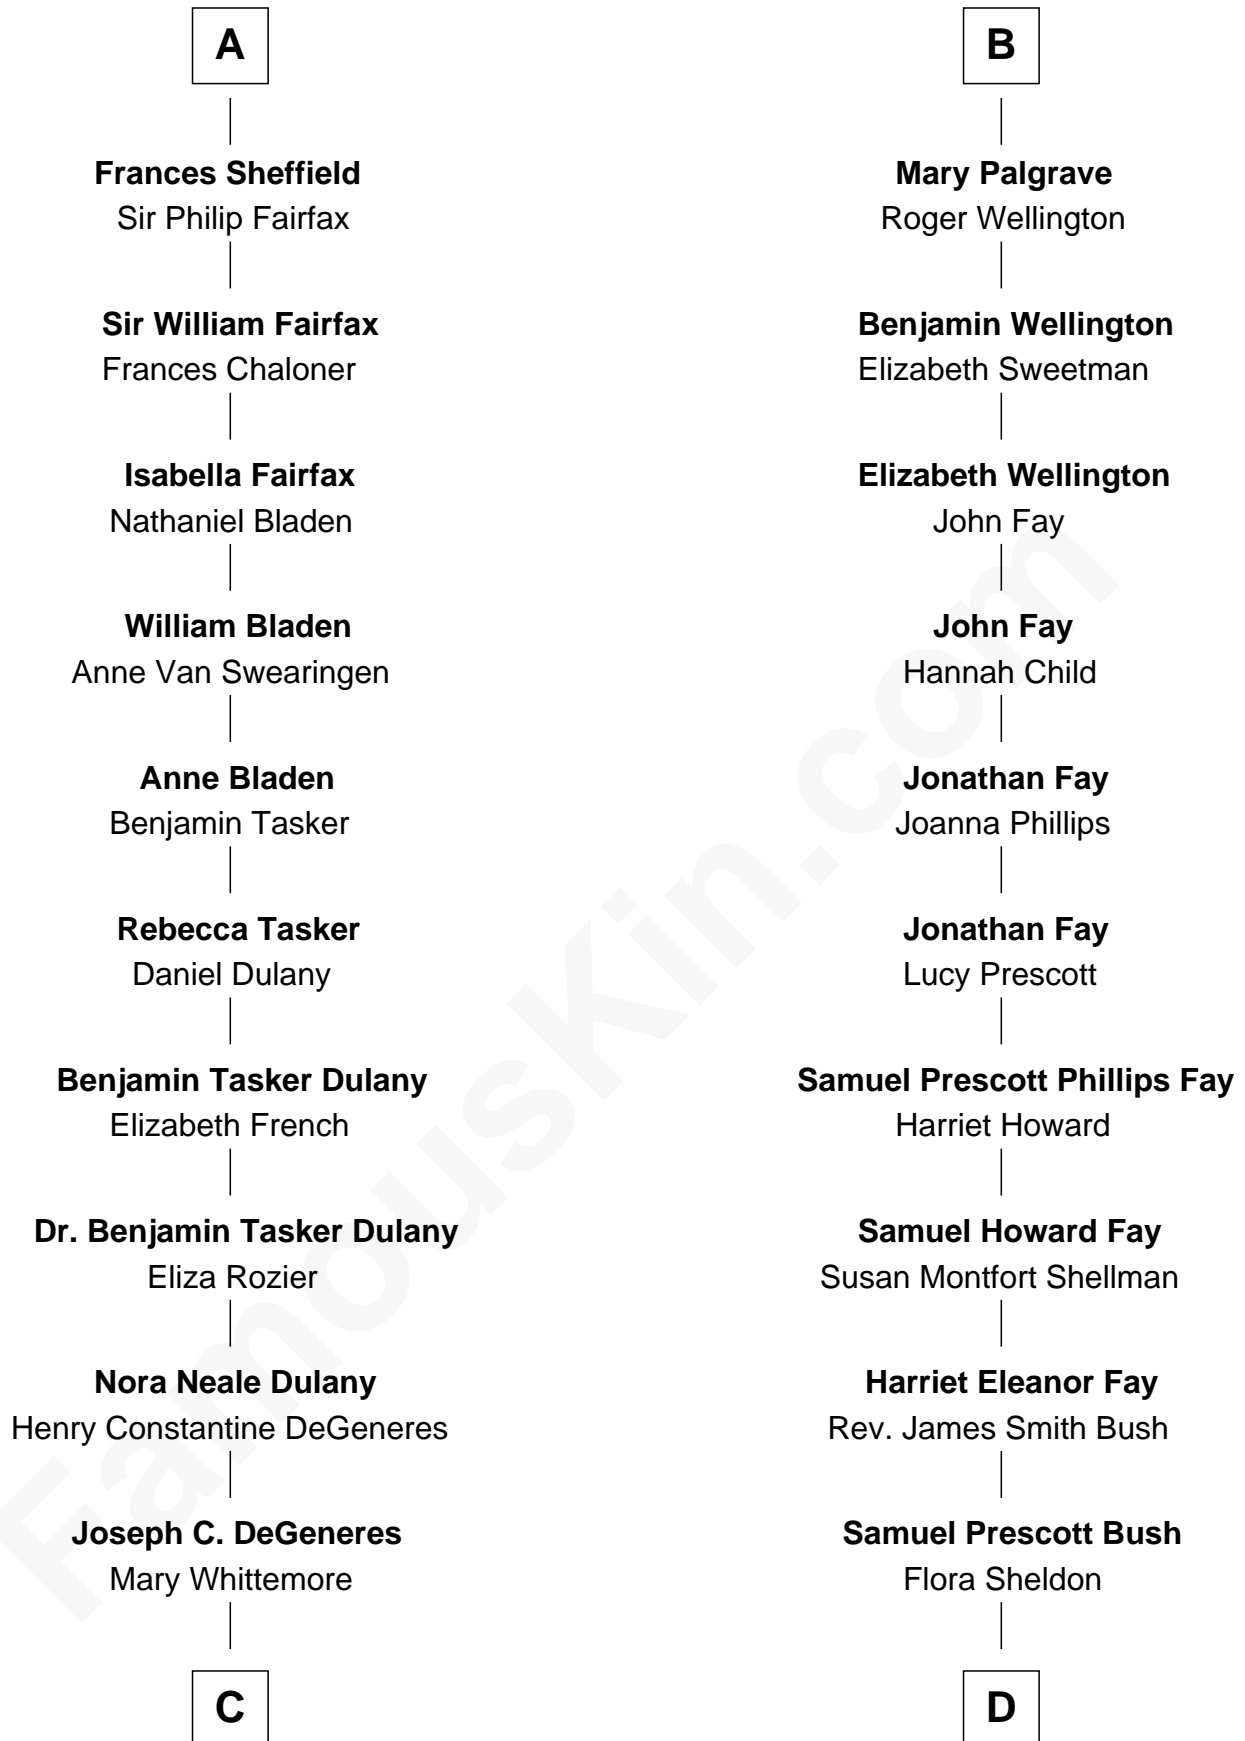 A
Frances Sheffield
Sir Philip Fairfax
Sir William Fairfax
Frances Chaloner
Isabella Fairfax
Nathaniel Bladen
William Bladen
Anne Van Swearingen
Anne Bladen
Benjamin Tasker
Rebecca Tasker
Daniel Dulany
Benjamin Tasker Dulany
Elizabeth French
Dr. Benjamin Tasker Dulany
Eliza Rozier
Nora Neale Dulany
Henry Constantine DeGeneres
Joseph C. DeGeneres
Mary Whittemore
C
B
Mary Palgrave
Roger Wellington
Benjamin Wellington
Elizabeth Sweetman
Elizabeth Wellington
John Fay
John Fay
Hannah Child
Jonathan Fay
Joanna Phillips
Jonathan Fay
Lucy Prescott
Samuel Prescott Phillips Fay
Harriet Howard
Samuel Howard Fay
Susan Montfort Shellman
Harriet Eleanor Fay
Rev. James Smith Bush
Samuel Prescott Bush
Flora Sheldon
D
FamousKin.com